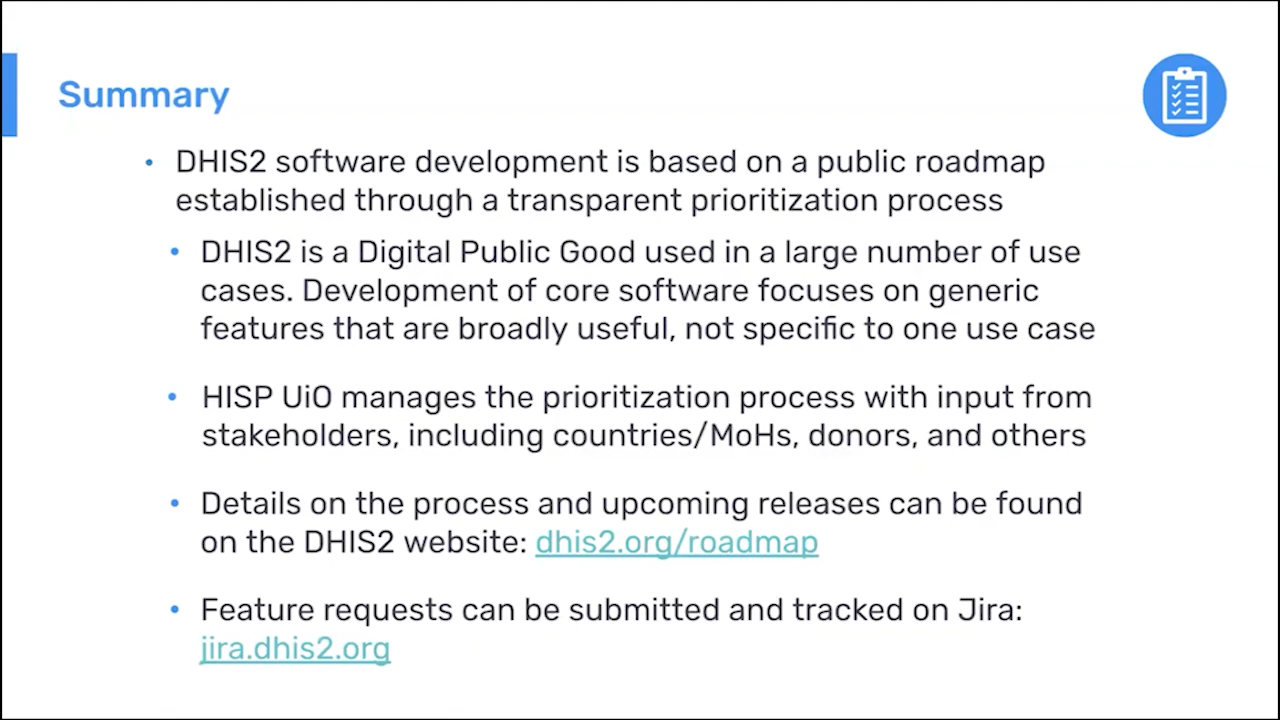 Summary
• DHIS2 software development is based on a public roadmap
established through a transparent prioritization process
• DHIS2 is a Digital Public Good used in a large number of use
cases. Development of core software focuses on generic
features that are broadly useful, not specific to one use case
• HISP UiO manages the prioritization process with input from
stakeholders, including countries/MoHs, donors, and others
• Details on the process and upcoming releases can be found
on the DHIS2 website: dhis2.org/roadmap
• Feature requests can be submitted and tracked on Jira:
jira.dhis2.org